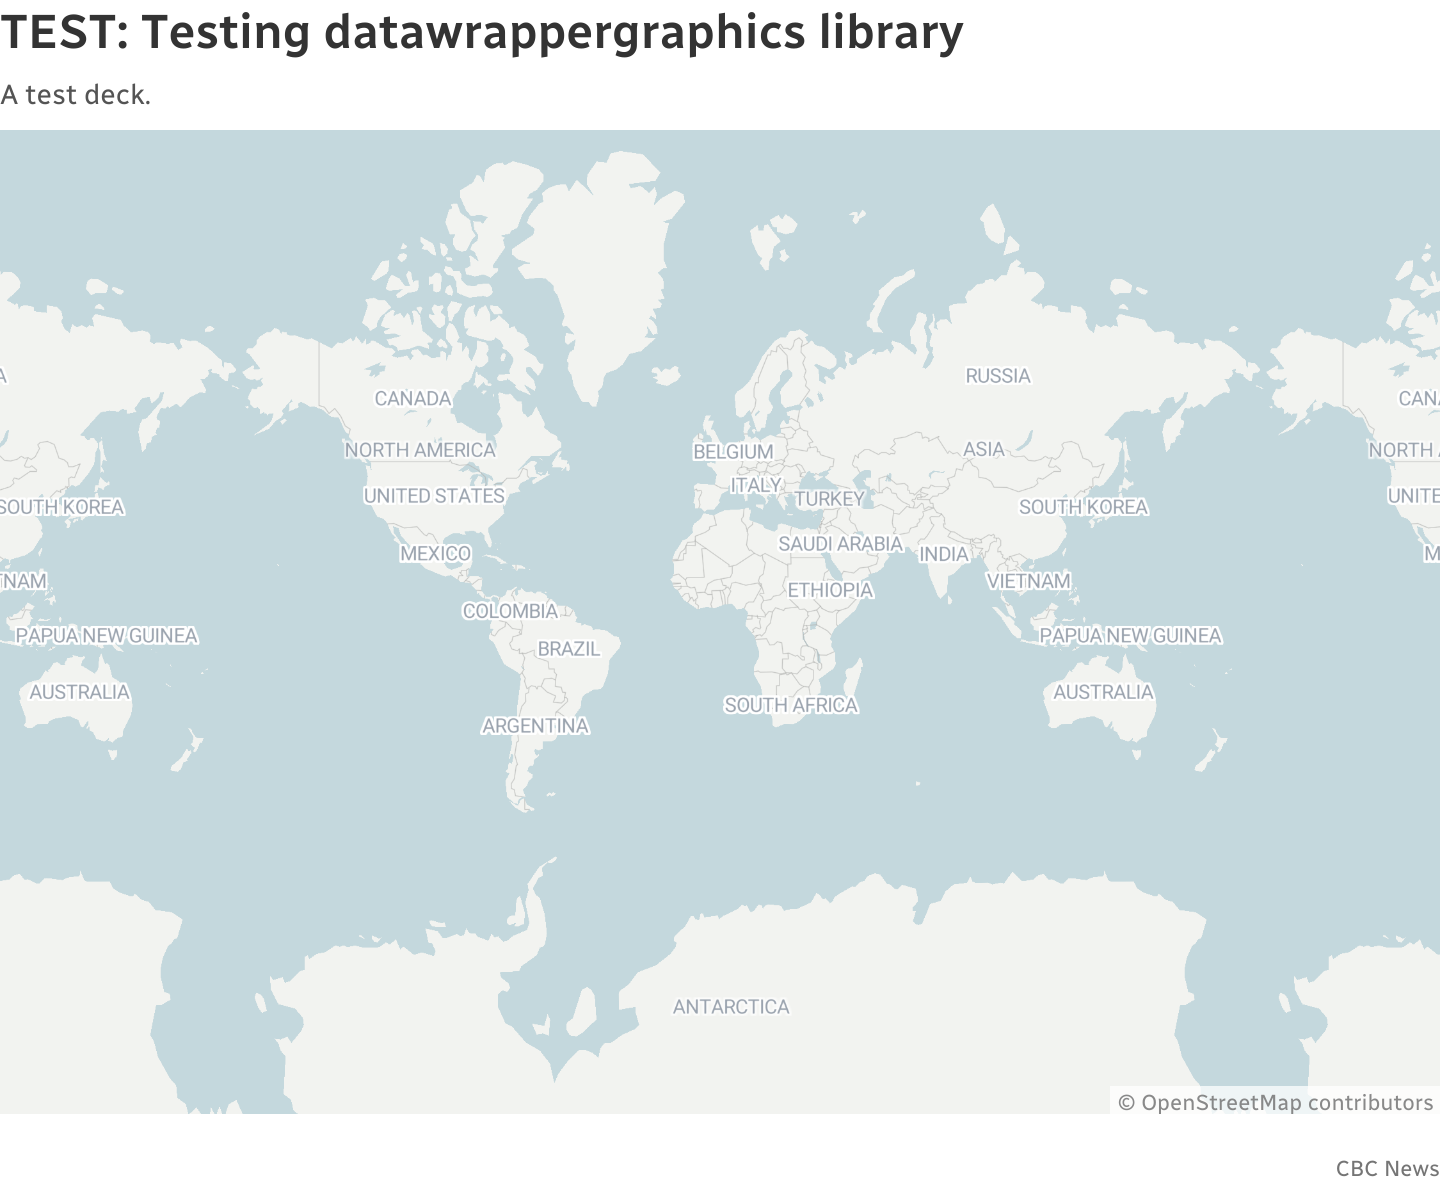 TEST: Testing datawrappergraphics library
A test deck.
RUSSIA
CANADA
CAN
NORTH AMERICA
BELGIUM
ASIA
NORTH
ITALY
UNITED STATES
TURKEY
UNITE
SOUTH KOREA
SOUTH KOREA
MEXICO
SAUDI ARABIA
INDIA
M
TNAM
ETHIOPIA
VIETNAM
COLOMBIA
PAPUA NEW GUINEA
BRAZIL
PAPUA NEW GUINEA
AUSTRALIA
SOUTH AFRICA
AUSTRALIA
ARGENTINA
ANTARCTICA
© OpenStreetMap contributors
CBC News